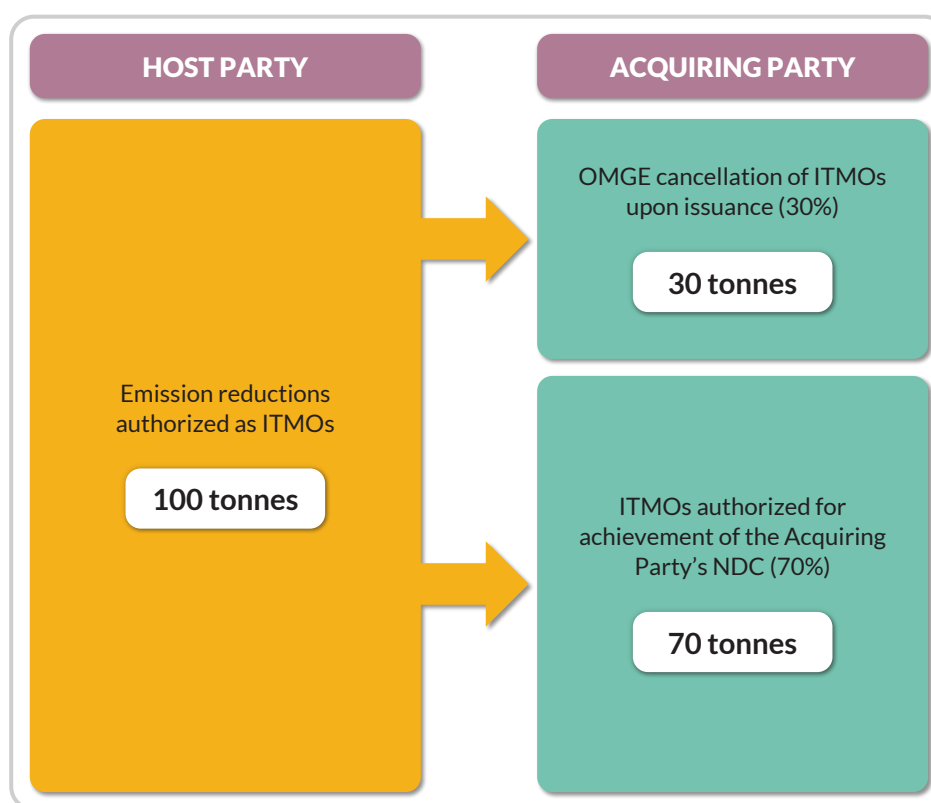 HOST PARTY
ACQUIRING PARTY
Emission reductions
authorized as ITMOs
100 tonnes
OMGE cancellation of ITMOs
upon issuance (30%)
30 tonnes
ITMOs authorized for
achievement of the Acquiring
Party’s NDC (70%)
70 tonnes